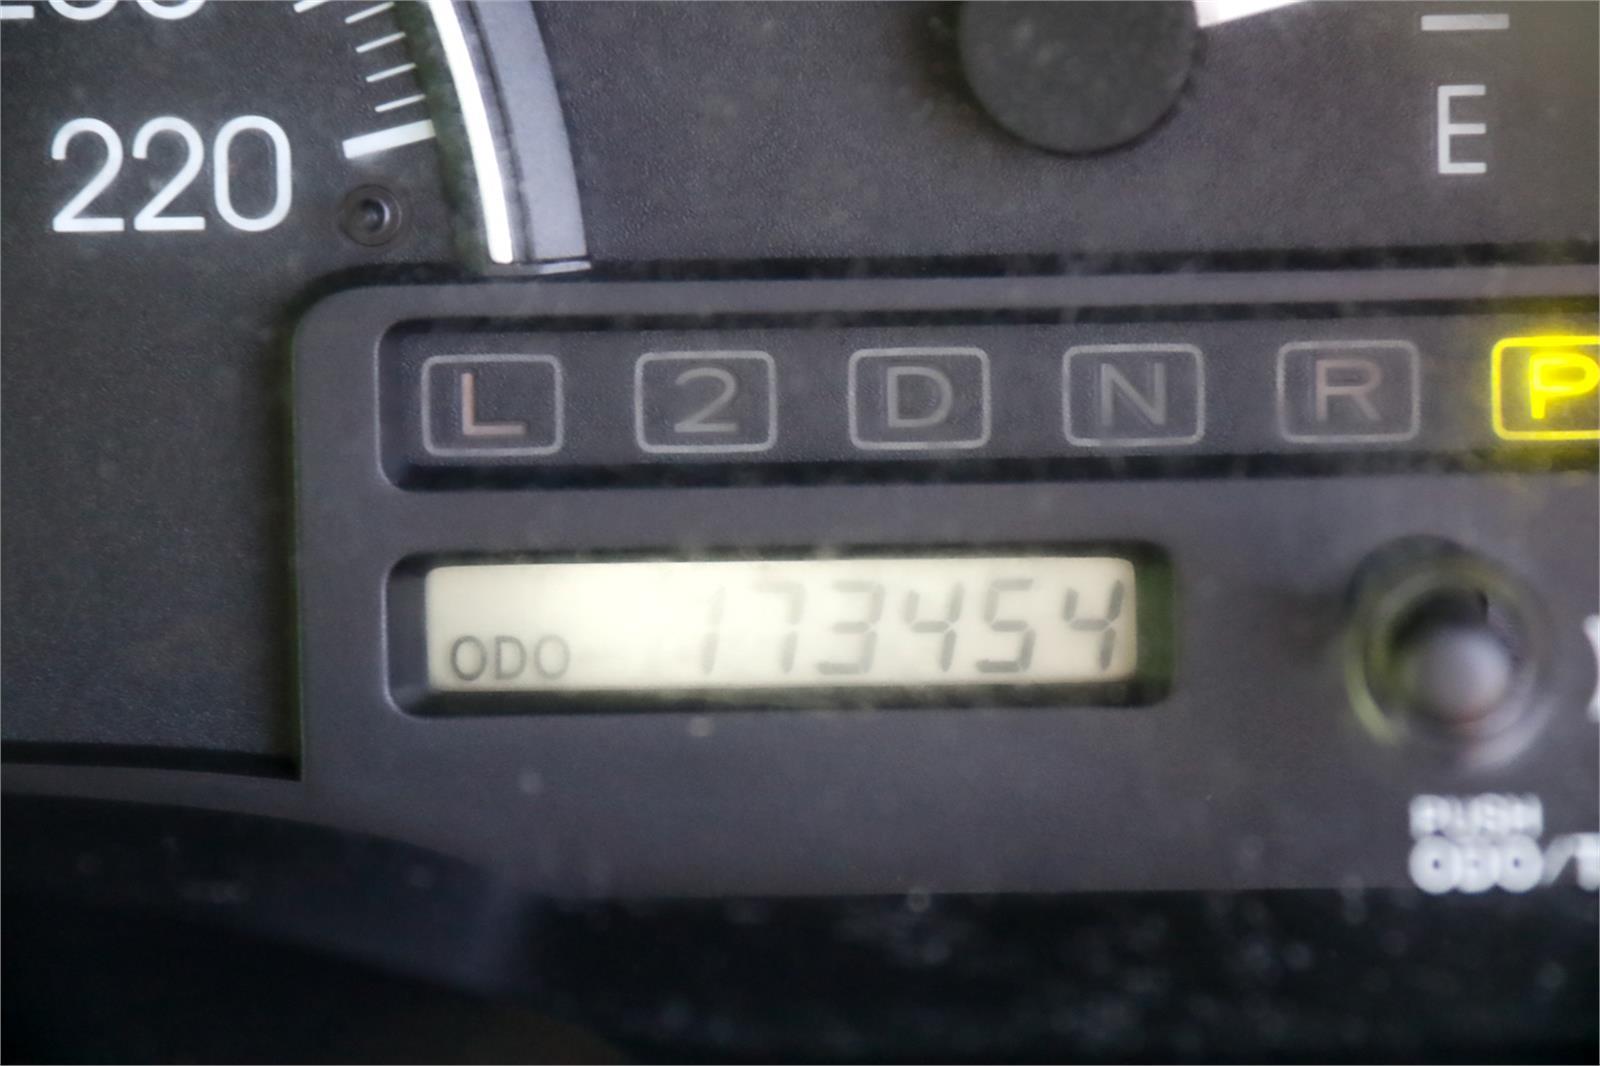 220
E
L 2 D N R P
ODO 173454
PUSH
ODO/T